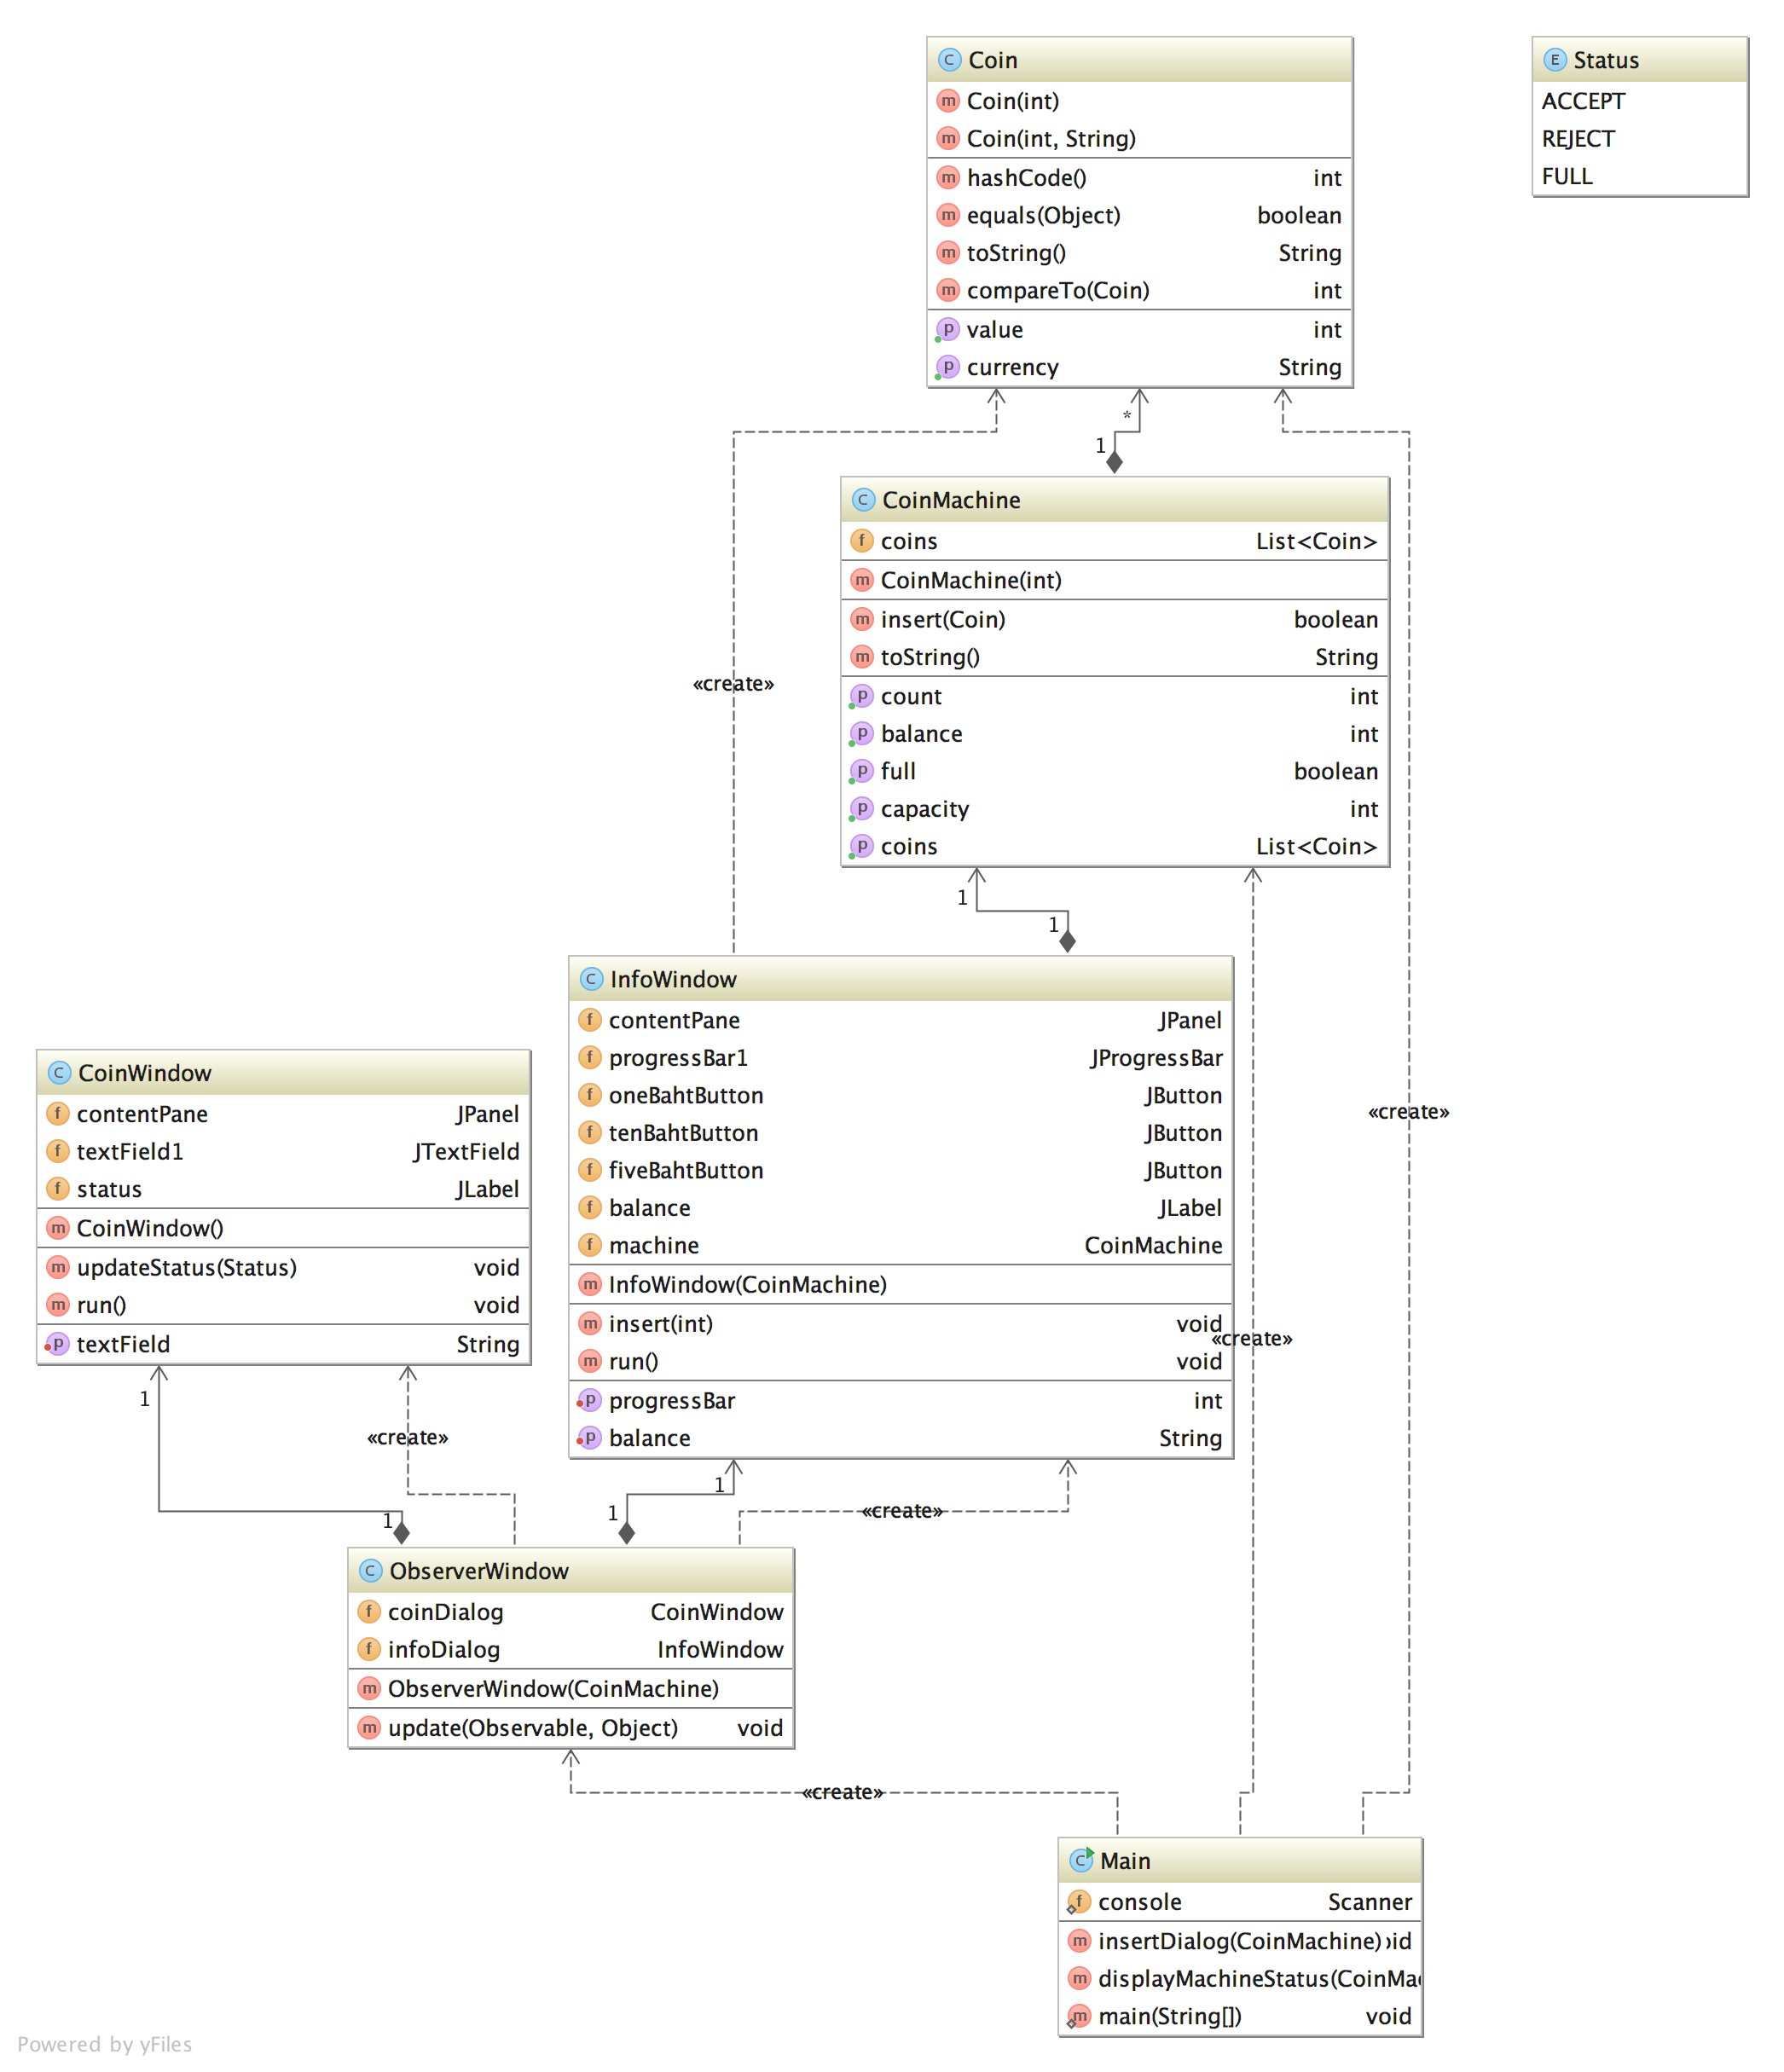 Coin
Coin(int)
Coin(int, String)
hashCode() int
equals(Object) boolean
toString() String
compareTo(Coin) int
value int
currency String
Status
ACCEPT
REJECT
FULL
*
1
CoinMachine
coins List<Coin>
CoinMachine(int)
insert(Coin) boolean
toString() String
count int
balance int
full boolean
capacity int
coins List<Coin>
«create»
1
1
InfoWindow
contentPane JPanel
progressBar1 JProgressBar
oneBahtButton JButton
tenBahtButton JButton
fiveBahtButton JButton
balance JLabel
machine CoinMachine
InfoWindow(CoinMachine)
insert(int) void
run() void
progressBar int
balance String
«create»
«create»
CoinWindow
contentPane JPanel
textField1 JTextField
status JLabel
CoinWindow()
updateStatus(Status) void
run() void
textField String
1
«create»
1
1
1
«create»
ObserverWindow
coinDialog CoinWindow
infoDialog InfoWindow
ObserverWindow(CoinMachine)
update(Observable, Object) void
«create»
Main
console Scanner
insertDialog(CoinMachine)
displayMachineStatus(
main(String[]) void
Powered by yFiles